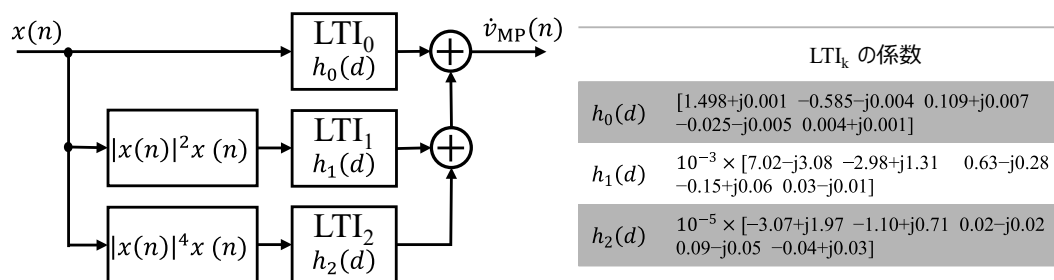 x(n)
LTI₀
h₀(d)
+
v̇_MP(n)
|x(n)|²x (n)
LTI₁
h₁(d)
+
|x(n)|⁴x (n)
LTI₂
h₂(d)
LTIₖ の係数
h₀(d) [1.498+j0.001 −0.585−j0.004 0.109+j0.007
−0.025−j0.005 0.004+j0.001]
h₁(d) 10⁻³ × [7.02−j3.08 −2.98+j1.31 0.63−j0.28
−0.15+j0.06 0.03−j0.01]
h₂(d) 10⁻⁵ × [−3.07+j1.97 −1.10+j0.71 0.02−j0.02
0.09−j0.05 −0.04+j0.03]